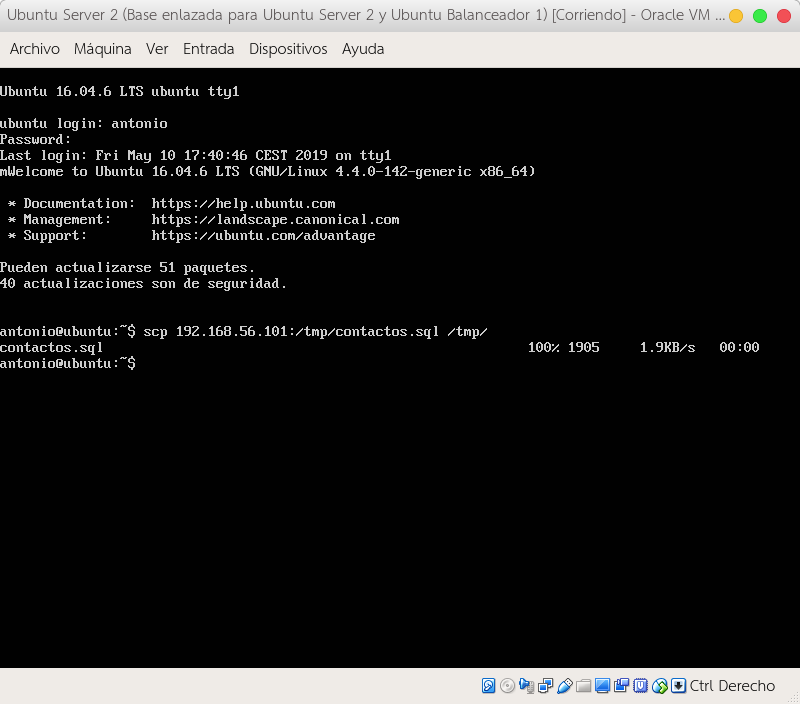 Ubuntu Server 2 (Base enlazada para Ubuntu Server 2 y Ubuntu Balanceador 1) [Corriendo] - Oracle VM ...
Archivo Máquina Ver Entrada Dispositivos Ayuda
Ubuntu 16.04.6 LTS ubuntu tty1
ubuntu login: antonio
Password:
Last login: Fri May 10 17:40:46 CEST 2019 on tty1
mWelcome to Ubuntu 16.04.6 LTS (GNU/Linux 4.4.0-142-generic x86_64)
* Documentation: https://help.ubuntu.com
* Management: https://landscape.canonical.com
* Support: https://ubuntu.com/advantage
Pueden actualizarse 51 paquetes.
40 actualizaciones son de seguridad.
antonio@ubuntu:~$ scp 192.168.56.101:/tmp/contactos.sql /tmp/
contactos.sql 100% 1905 1.9KB/s 00:00
antonio@ubuntu:~$
Ctrl Derecho